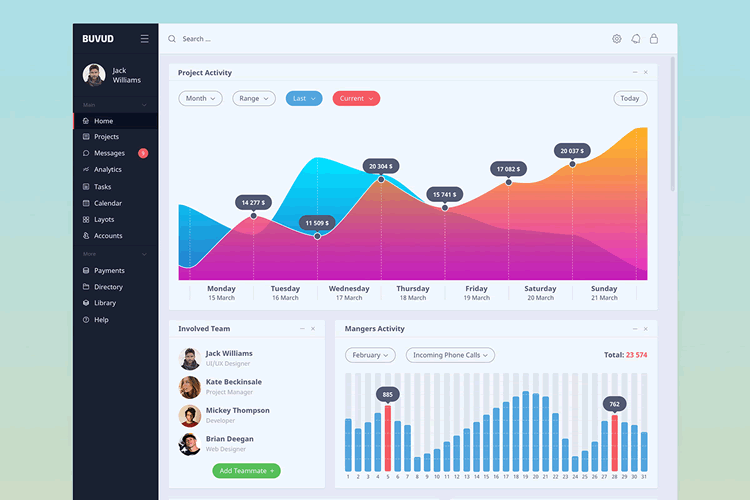 BUVUD
Search ...
Jack
Williams
Main
Home
Projects
Messages
9
Analytics
Tasks
Calendar
Layots
Accounts
More
Payments
Directory
Library
Help
Project Activity
Month
Range
Last
Current
Today
14 277 $
11 509 $
20 304 $
15 741 $
17 082 $
20 037 $
Monday
15 March
Tuesday
16 March
Wednesday
17 March
Thursday
18 March
Friday
19 March
Saturday
20 March
Sunday
21 March
Involved Team
Jack Williams
UI/UX Designer
Kate Beckinsale
Project Manager
Mickey Thompson
Developer
Brian Deegan
Web Designer
Add Teammate +
Mangers Activity
February
Incoming Phone Calls
Total: 23 574
885
762
1 2 3 4 5 6 7 8 9 10 11 12 13 14 15 16 17 18 19 20 21 22 23 24 25 26 27 28 29 30 31